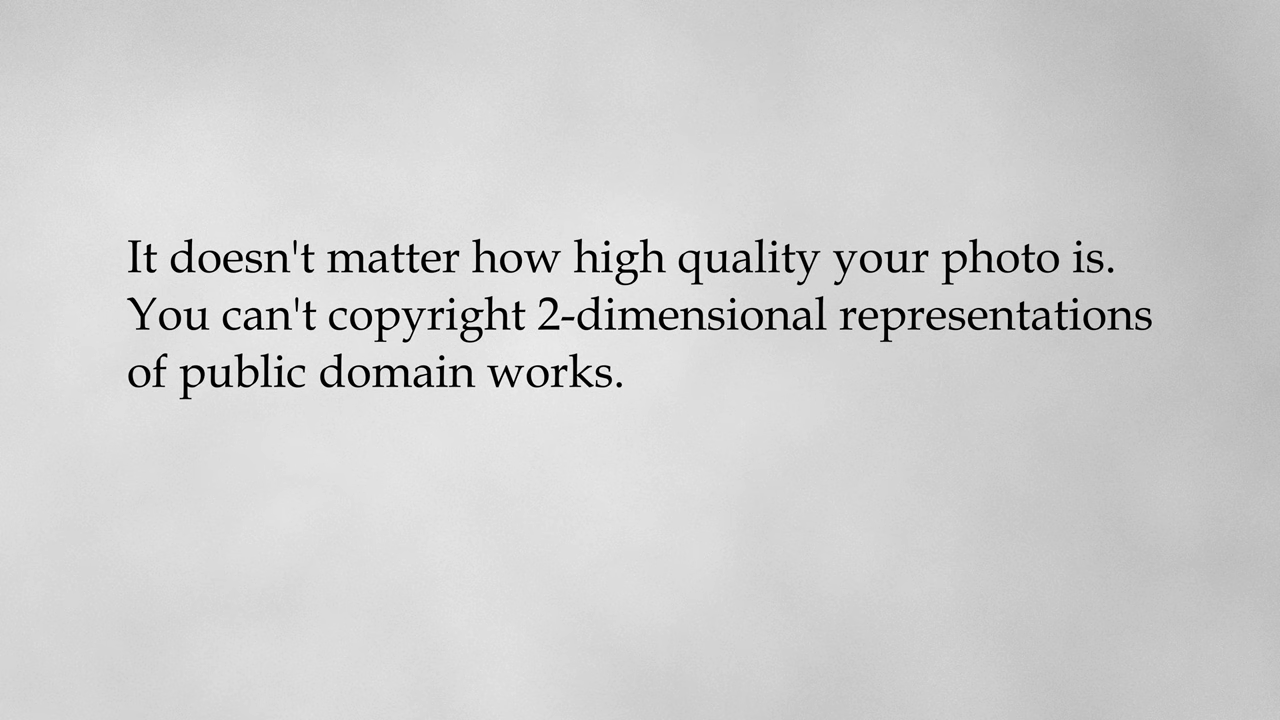 It doesn't matter how high quality your photo is.
You can't copyright 2-dimensional representations
of public domain works.